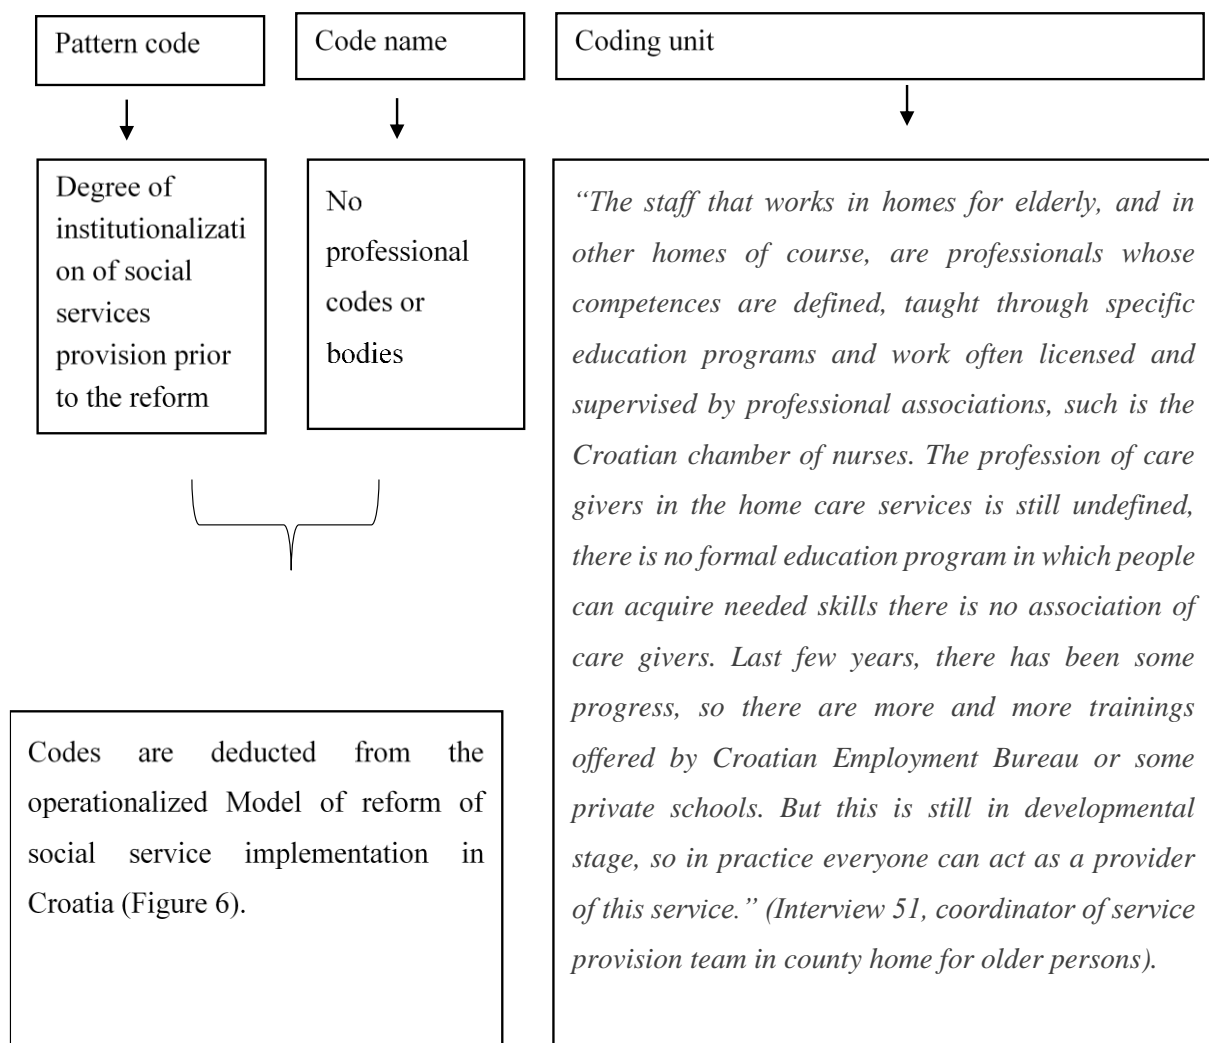 Pattern code
Code name
Coding unit
Degree of
institutionalizati
on of social
services
provision prior
to the reform
No
professional
codes or
bodies
“The staff that works in homes for elderly, and in
other homes of course, are professionals whose
competences are defined, taught through specific
education programs and work often licensed and
supervised by professional associations, such is the
Croatian chamber of nurses. The profession of care
givers in the home care services is still undefined,
there is no formal education program in which people
can acquire needed skills there is no association of
care givers. Last few years, there has been some
progress, so there are more and more trainings
offered by Croatian Employment Bureau or some
private schools. But this is still in developmental
stage, so in practice everyone can act as a provider
of this service.” (Interview 51, coordinator of service
provision team in county home for older persons).
Codes are deducted from the
operationalized Model of reform of
social service implementation in
Croatia (Figure 6).